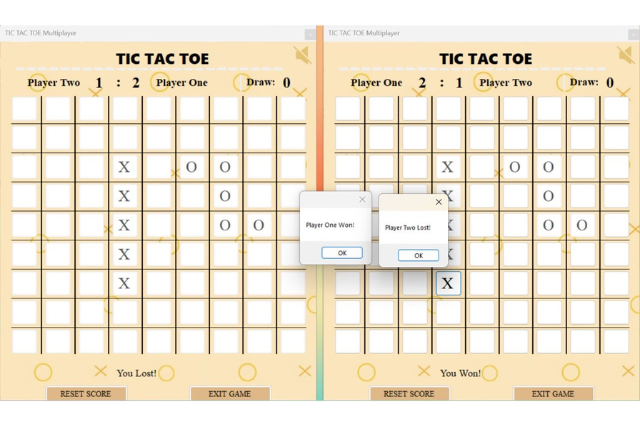 TIC TAC TOE Multiplayer
TIC TAC TOE
Player Two 1 : 2 Player One Draw: 0
X O O
X O
X O O
X
X
You Lost!
RESET SCORE EXIT GAME
Player One Won!
OK
TIC TAC TOE Multiplayer
TIC TAC TOE
Player One 2 : 1 Player Two Draw: 0
X O O
X O
X O O
X
X
You Won!
RESET SCORE EXIT GAME
Player Two Lost!
OK